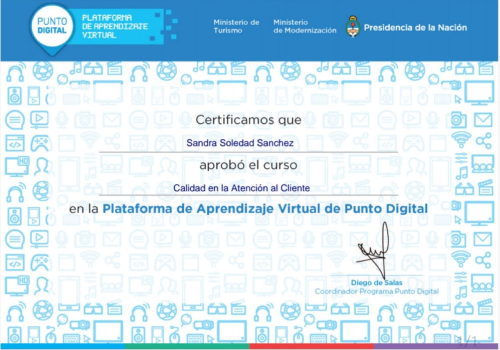 PUNTO
DIGITAL
PLATAFORMA
DE APRENDIZAJE
VIRTUAL
Ministerio de
Turismo
Ministerio
de Modernización
Presidencia de la Nación
Certificamos que
Sandra Soledad Sanchez
aprobó el curso
Calidad en la Atención al Cliente
en la Plataforma de Aprendizaje Virtual de Punto Digital
Diego de Salas
Coordinador Programa Punto Digital
1/1